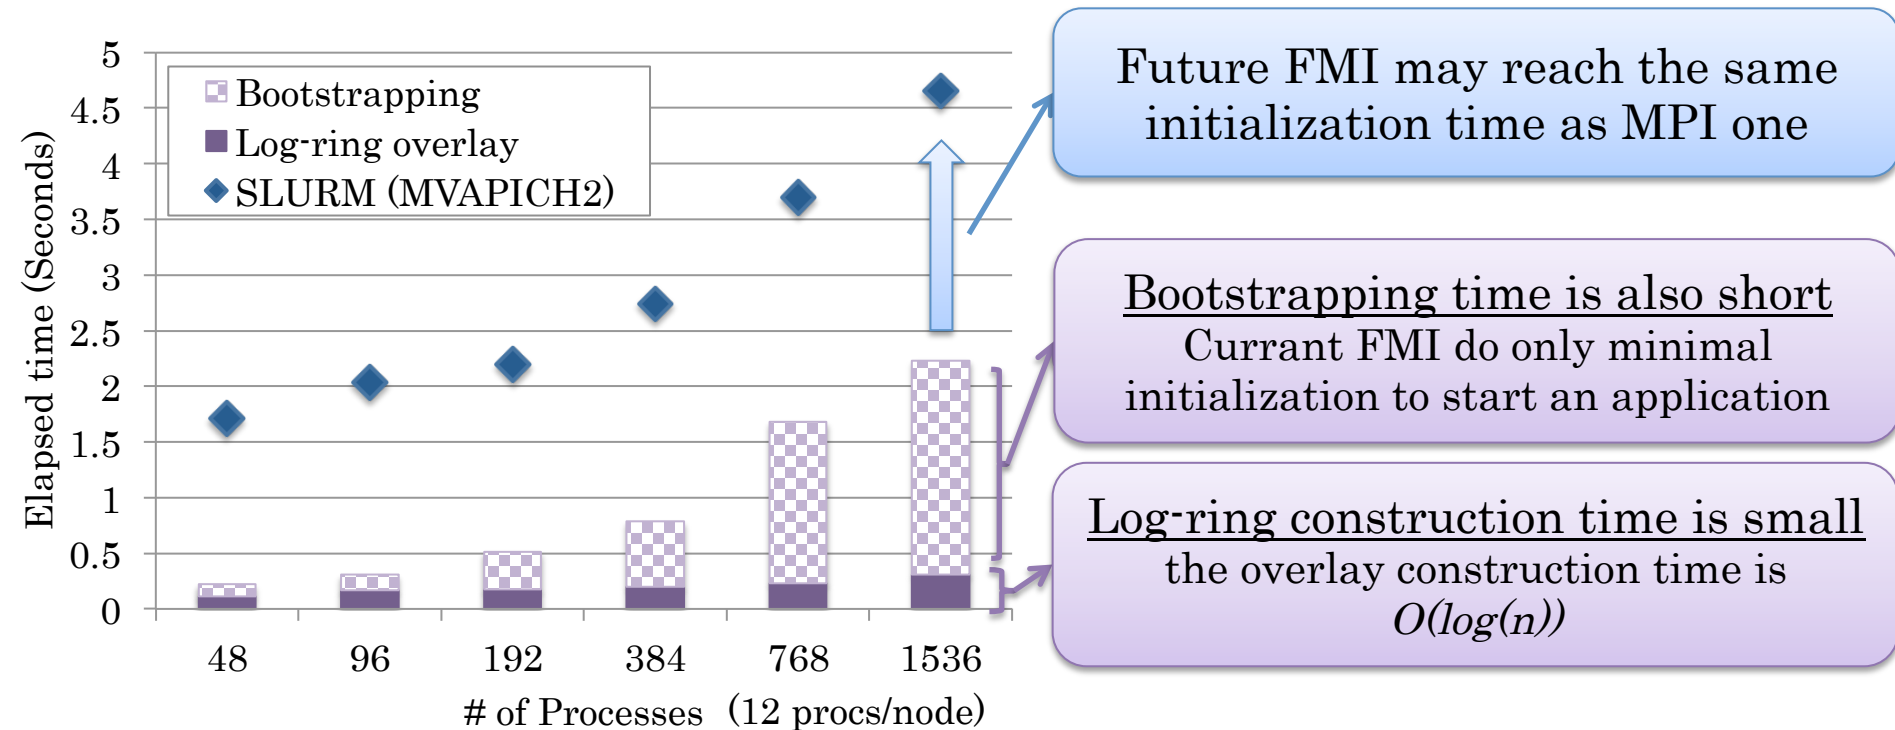 5
4.5
4
3.5
3
2.5
2
1.5
1
0.5
0
Elapsed time (Seconds)
Bootstrapping
Log-ring overlay
SLURM (MVAPICH2)
48 96 192 384 768 1536
# of Processes (12 procs/node)
Future FMI may reach the same
initialization time as MPI one
Bootstrapping time is also short
Currant FMI do only minimal
initialization to start an application
Log-ring construction time is small
the overlay construction time is
O(log(n))